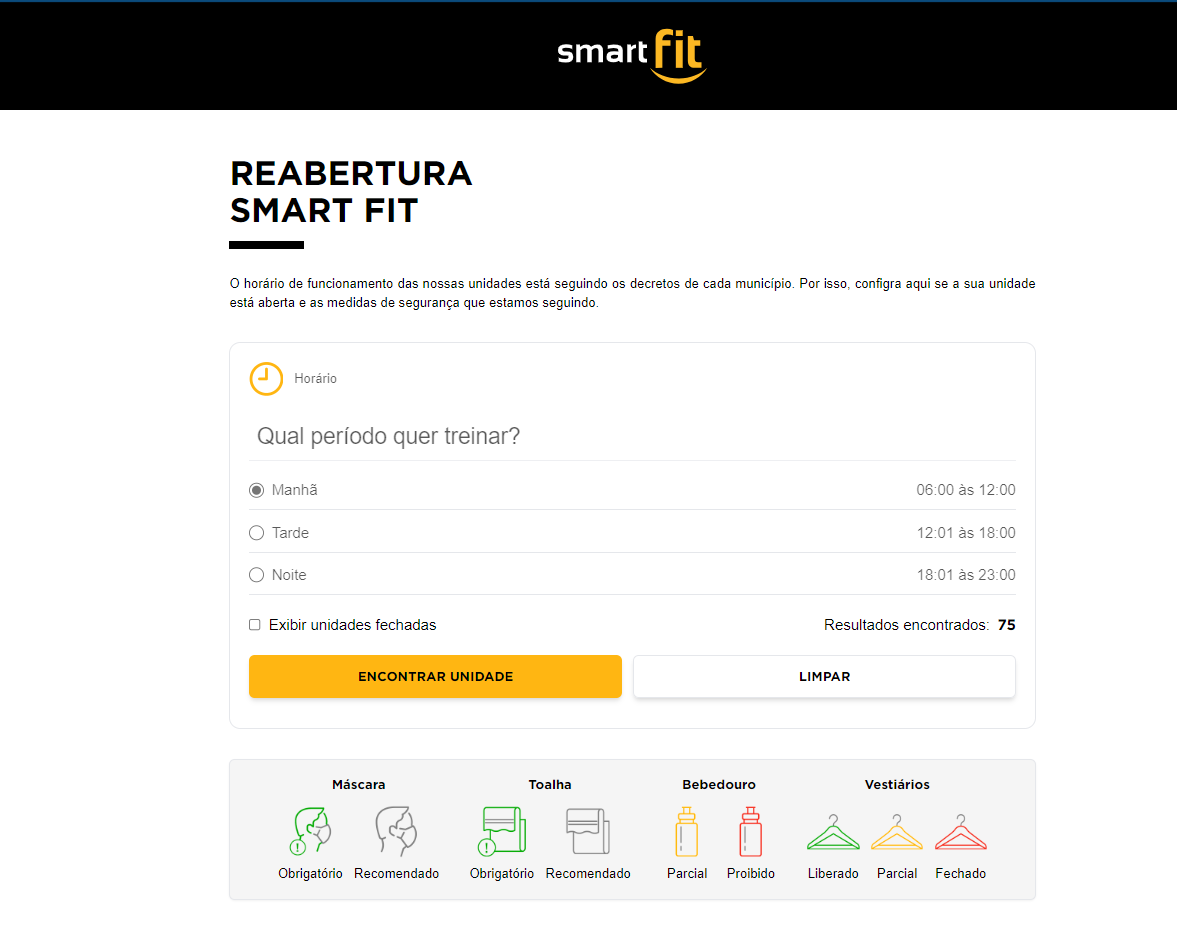 smart fit
REABERTURA
SMART FIT
O horário de funcionamento das nossas unidades está seguindo os decretos de cada município. Por isso, configra aqui se a sua unidade
está aberta e as medidas de segurança que estamos seguindo.
Horário
Qual período quer treinar?
Manhã 06:00 às 12:00
Tarde 12:01 às 18:00
Noite 18:01 às 23:00
Exibir unidades fechadas Resultados encontrados: 75
ENCONTRAR UNIDADE LIMPAR
Máscara Toalha Bebedouro Vestiários
Obrigatório Recomendado Obrigatório Recomendado Parcial Proibido Liberado Parcial Fechado